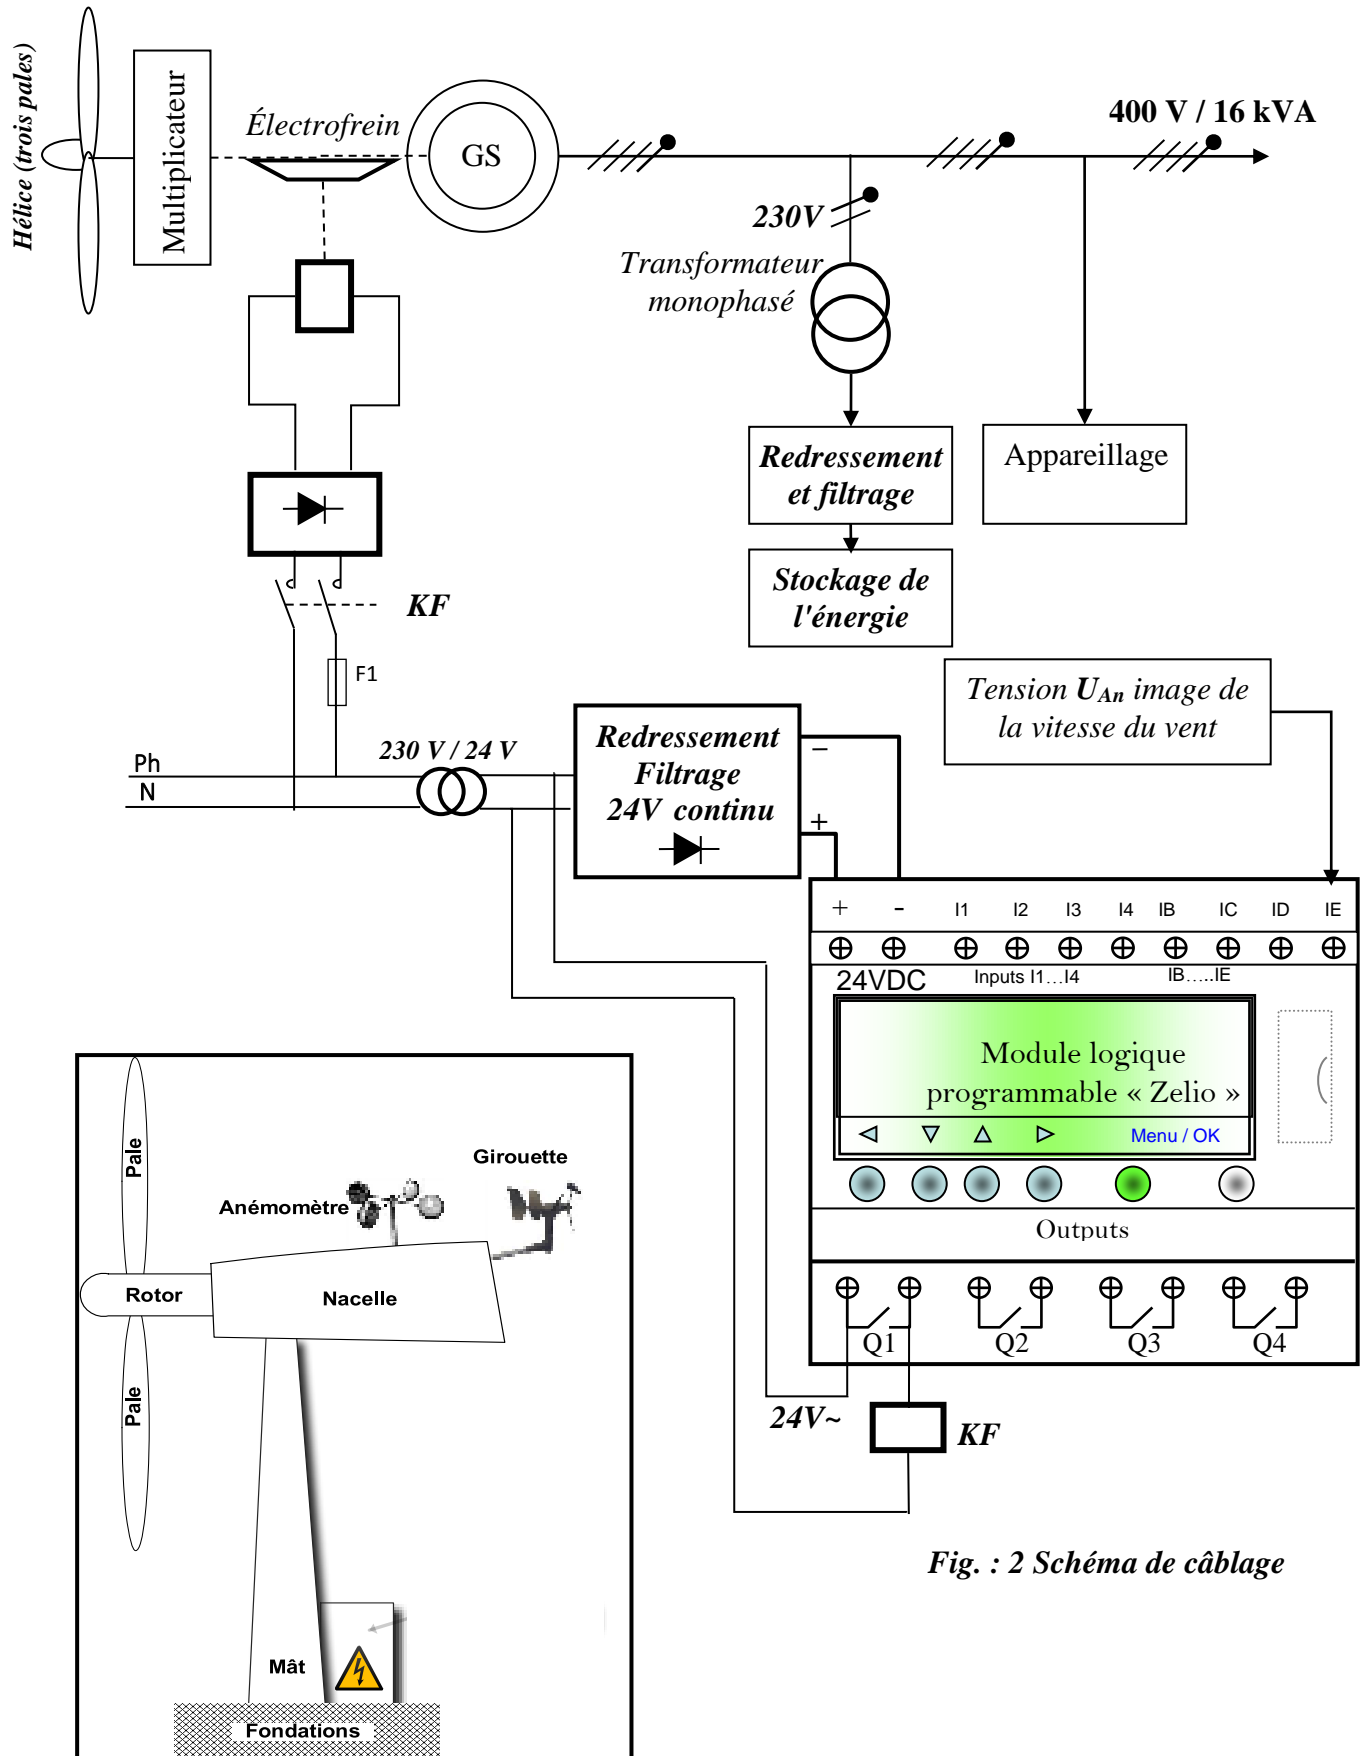 Hélice (trois pales)
Multiplicateur
Électrofrein
GS
400 V / 16 kVA
230V
Transformateur
monophasé
Redressement
et filtrage
Appareillage
Stockage de
l'énergie
KF
F1
Tension UAn image de
la vitesse du vent
230 V / 24 V
Redressement
Filtrage
24V continu
–
+
Ph
N
+ - I1 I2 I3 I4 IB IC ID IE
24VDC Inputs I1…I4 IB…..IE
Module logique
programmable « Zelio »
Menu / OK
Outputs
Q1 Q2 Q3 Q4
24V~
KF
Pale
Girouette
Anémomètre
Rotor
Nacelle
Pale
Mât
Fondations
Fig. : 2 Schéma de câblage